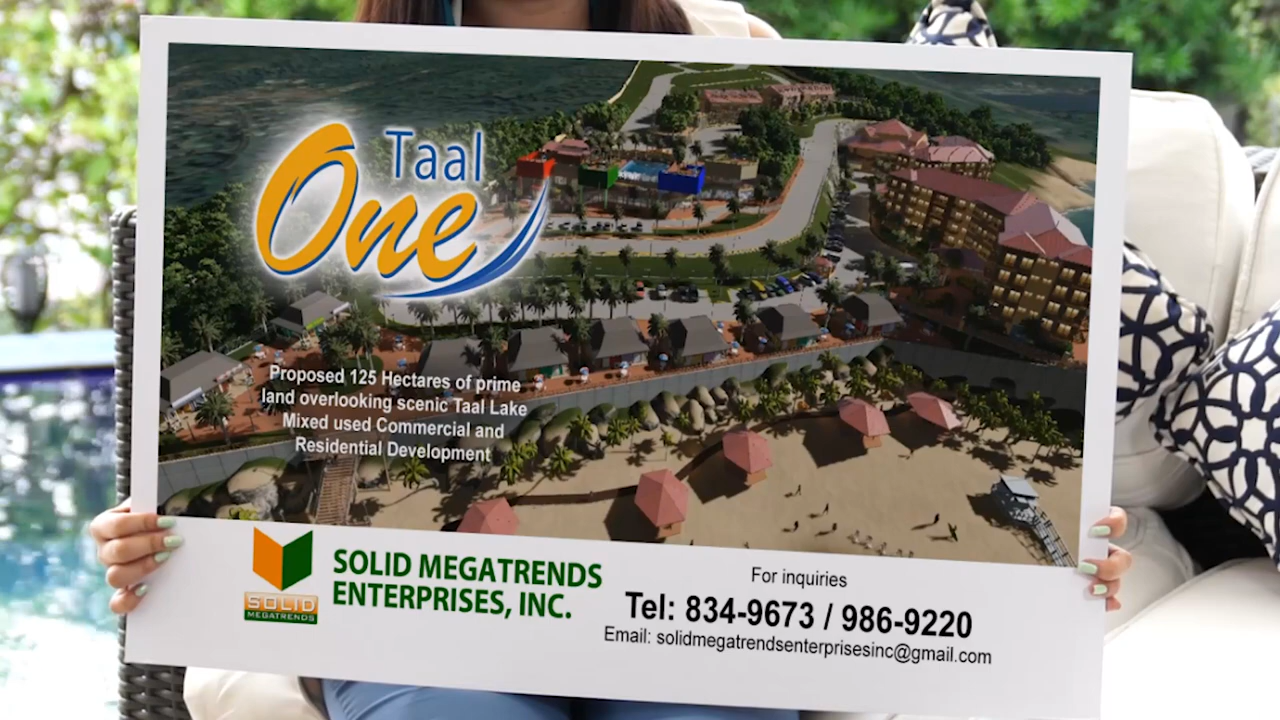 Taal
One
Proposed 125 Hectares of prime
land overlooking scenic Taal Lake
Mixed used Commercial and
Residential Development
SOLID
MEGATRENDS
SOLID MEGATRENDS
ENTERPRISES, INC.
For inquiries
Tel: 834-9673 / 986-9220
Email: solidmegatrendsenterprisesinc@gmail.com